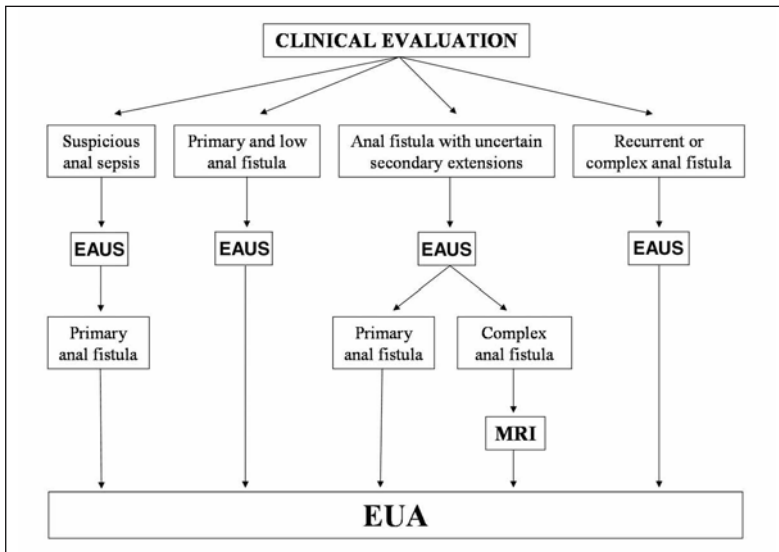 CLINICAL EVALUATION
Suspicious
anal sepsis
Primary and low
anal fistula
Anal fistula with uncertain
secondary extensions
Recurrent or
complex anal fistula
EAUS
EAUS
EAUS
EAUS
Primary
anal fistula
Primary
anal fistula
Complex
anal fistula
MRI
EUA